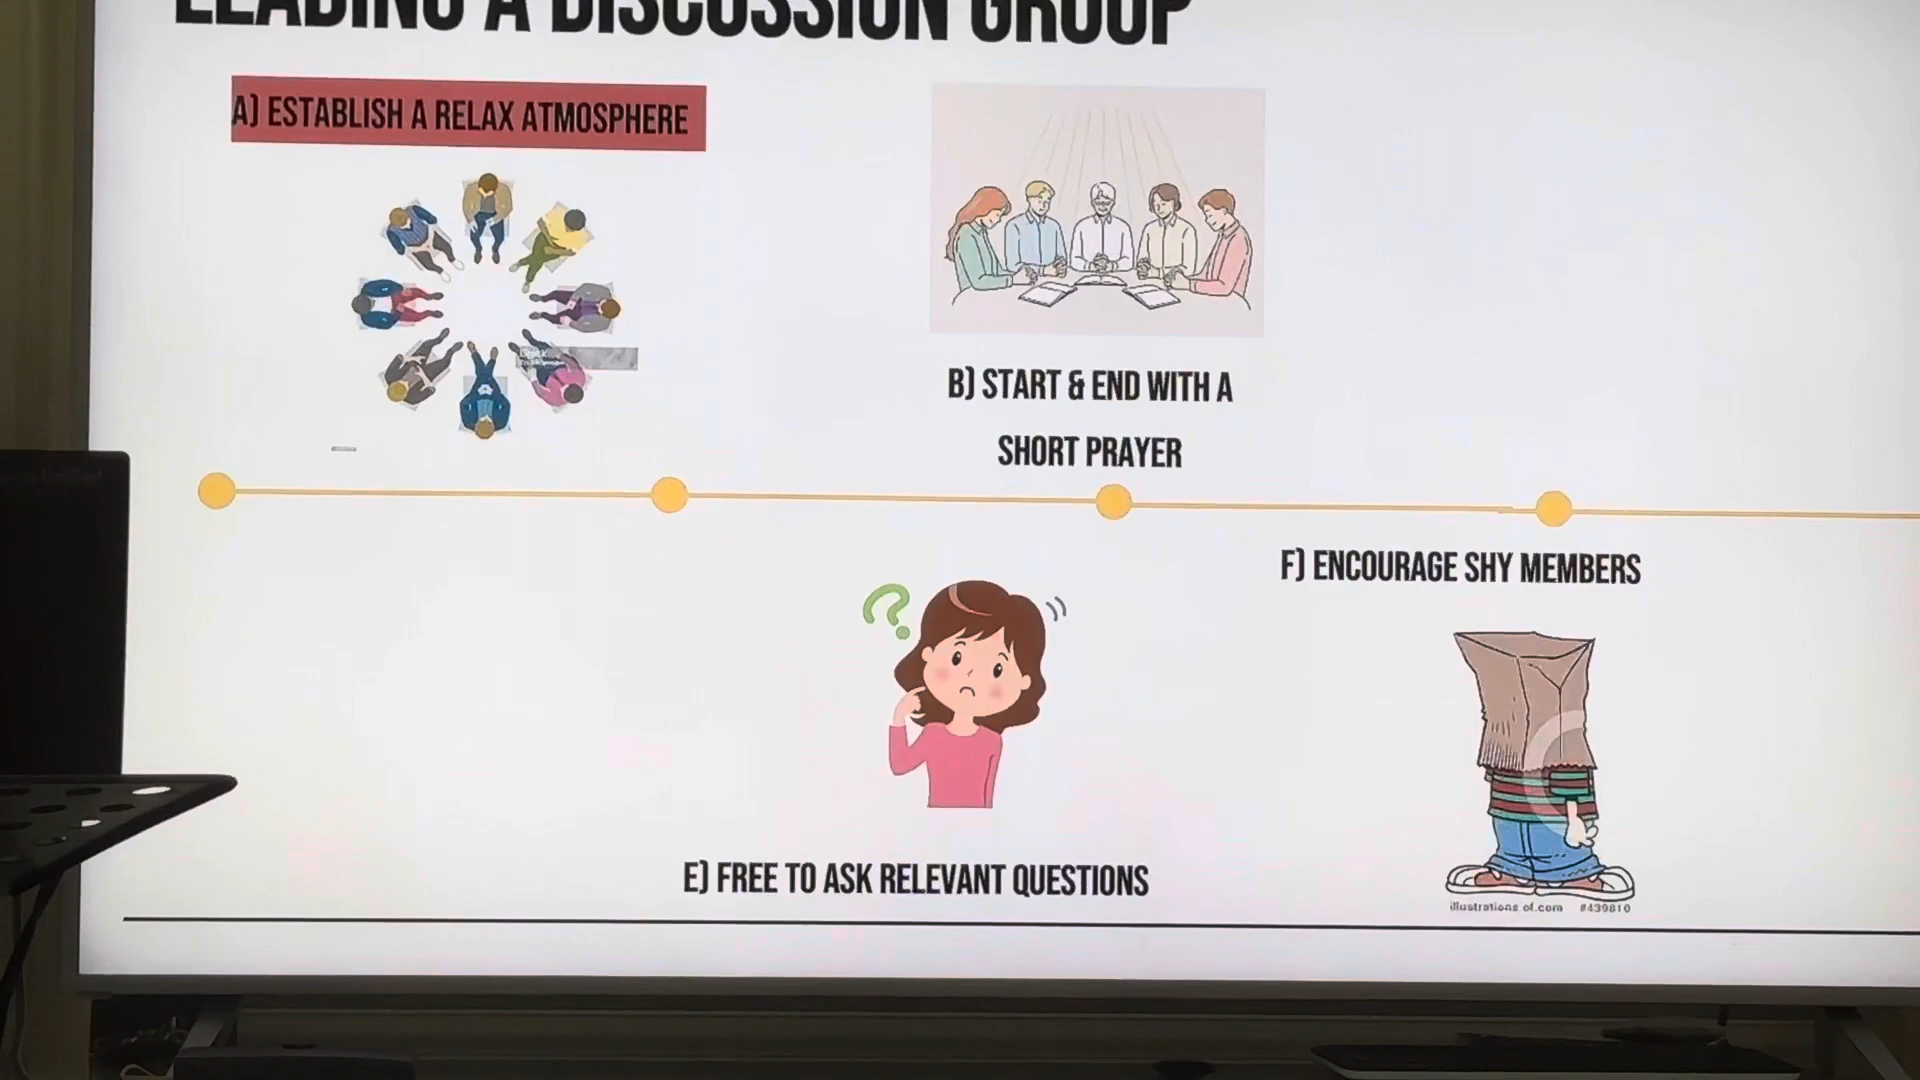 LEADING A DISCUSSION GROUP
A) ESTABLISH A RELAX ATMOSPHERE
B) START & END WITH A
SHORT PRAYER
F) ENCOURAGE SHY MEMBERS
E) FREE TO ASK RELEVANT QUESTIONS
illustrations of.com #439810